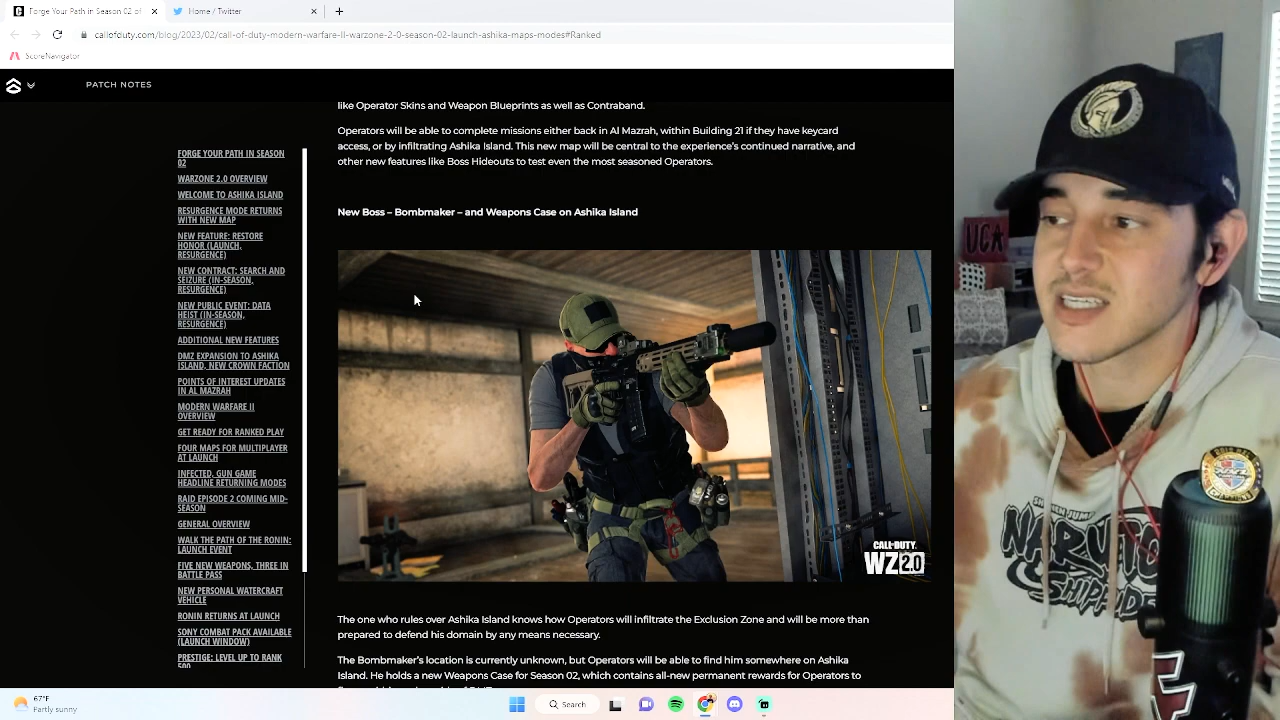 Forge Your Path in Season 02 of
Home / Twitter
callofduty.com/blog/2023/02/call-of-duty-modern-warfare-II-warzone-2-0-season-02-launch-ashika-maps-modes#Ranked
ScoreNavigator
PATCH NOTES
FORGE YOUR PATH IN SEASON
02
WARZONE 2.0 OVERVIEW
WELCOME TO ASHIKA ISLAND
RESURGENCE MODE RETURNS
WITH NEW MAP
NEW FEATURE: RESTORE
HONOR (LAUNCH,
RESURGENCE)
NEW CONTRACT: SEARCH AND
SEIZURE (IN-SEASON,
RESURGENCE)
NEW PUBLIC EVENT: DATA
HEIST (IN-SEASON,
RESURGENCE)
ADDITIONAL NEW FEATURES
DMZ EXPANSION TO ASHIKA
ISLAND, NEW CROWN FACTION
POINTS OF INTEREST UPDATES
IN AL MAZRAH
MODERN WARFARE II
OVERVIEW
GET READY FOR RANKED PLAY
FOUR MAPS FOR MULTIPLAYER
AT LAUNCH
INFECTED, GUN GAME
HEADLINE RETURNING MODES
RAID EPISODE 2 COMING MID-
SEASON
GENERAL OVERVIEW
WALK THE PATH OF THE RONIN:
LAUNCH EVENT
FIVE NEW WEAPONS, THREE IN
BATTLE PASS
NEW PERSONAL WATERCRAFT
VEHICLE
RONIN RETURNS AT LAUNCH
SONY COMBAT PACK AVAILABLE
(LAUNCH WINDOW)
PRESTIGE: LEVEL UP TO RANK
500
like Operator Skins and Weapon Blueprints as well as Contraband.
Operators will be able to complete missions either back in Al Mazrah, within Building 21 if they have keycard
access, or by infiltrating Ashika Island. This new map will be central to the experience's continued narrative, and
other new features like Boss Hideouts to test even the most seasoned Operators.
New Boss – Bombmaker – and Weapons Case on Ashika Island
CALL OF DUTY
WZ 2.0
The one who rules over Ashika Island knows how Operators will infiltrate the Exclusion Zone and will be more than
prepared to defend his domain by any means necessary.
The Bombmaker's location is currently unknown, but Operators will be able to find him somewhere on Ashika
Island. He holds a new Weapons Case for Season 02, which contains all-new permanent rewards for Operators to
67°F
Partly sunny
Search
UCA
SHONEN JUMP
NARUTO
SHIPPUDEN